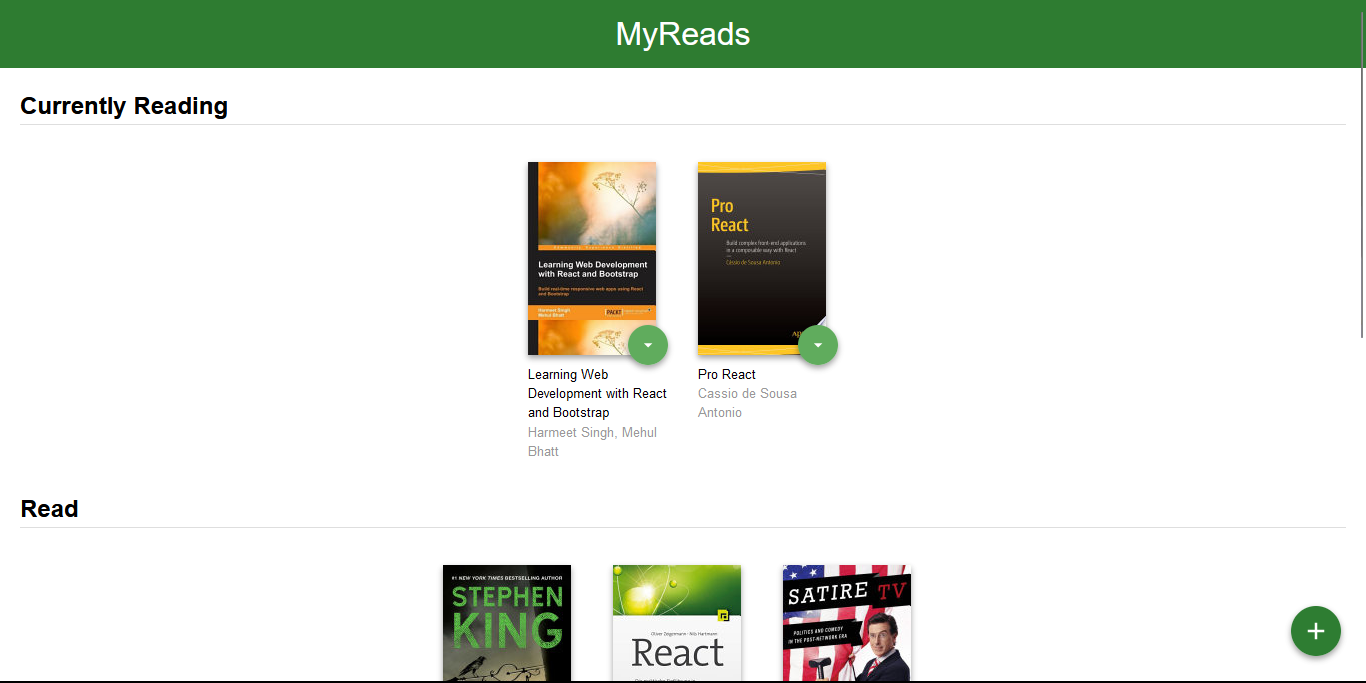 MyReads
Currently Reading
Learning Web Development
with React and Bootstrap
Build real-time responsive web apps using React
and Bootstrap
Harmeet Singh
Mehul Bhatt
PACKT
Pro
React
Build complex front-end applications
in a composable way with React
Cássio de Sousa Antonio
Learning Web
Development with React
and Bootstrap
Harmeet Singh, Mehul
Bhatt
Pro React
Cassio de Sousa
Antonio
Read
#1 NEW YORK TIMES BESTSELLING AUTHOR
STEPHEN
KING
Oliver Zeigermann · Nils Hartmann
React
SATIRE TV
POLITICS AND COMEDY
IN THE POST-NETWORK ERA